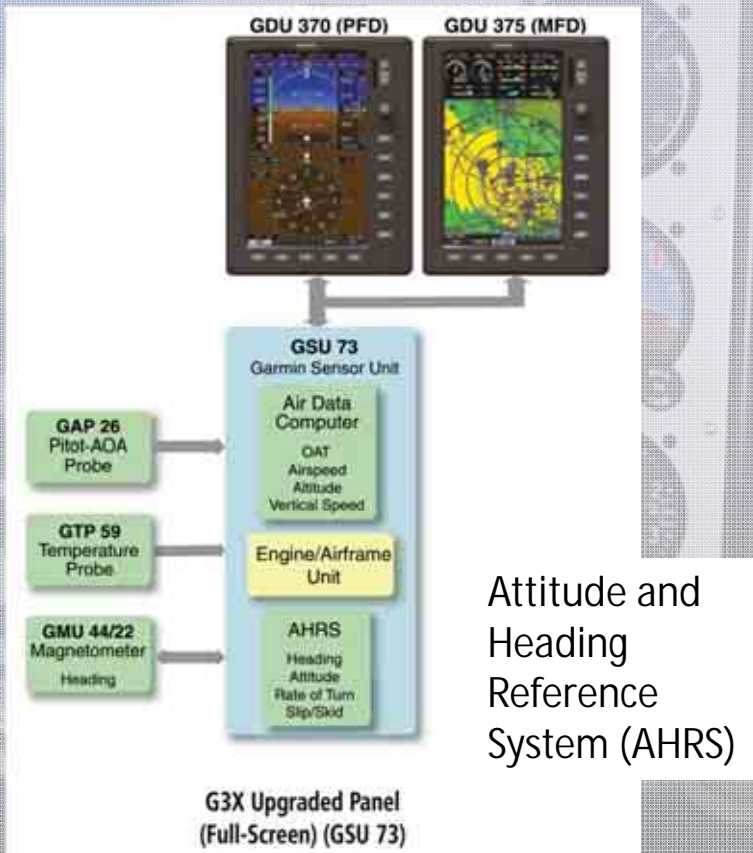 GDU 370 (PFD)
GDU 375 (MFD)
GSU 73
Garmin Sensor Unit
Air Data
Computer
OAT
Airspeed
Altitude
Vertical Speed
GAP 26
Pitot-AOA
Probe
GTP 59
Temperature
Probe
Engine/Airframe
Unit
GMU 44/22
Magnetometer
Heading
AHRS
Heading
Attitude
Rate of Turn
Slip/Skid
Attitude and
Heading
Reference
System (AHRS)
G3X Upgraded Panel
(Full-Screen) (GSU 73)